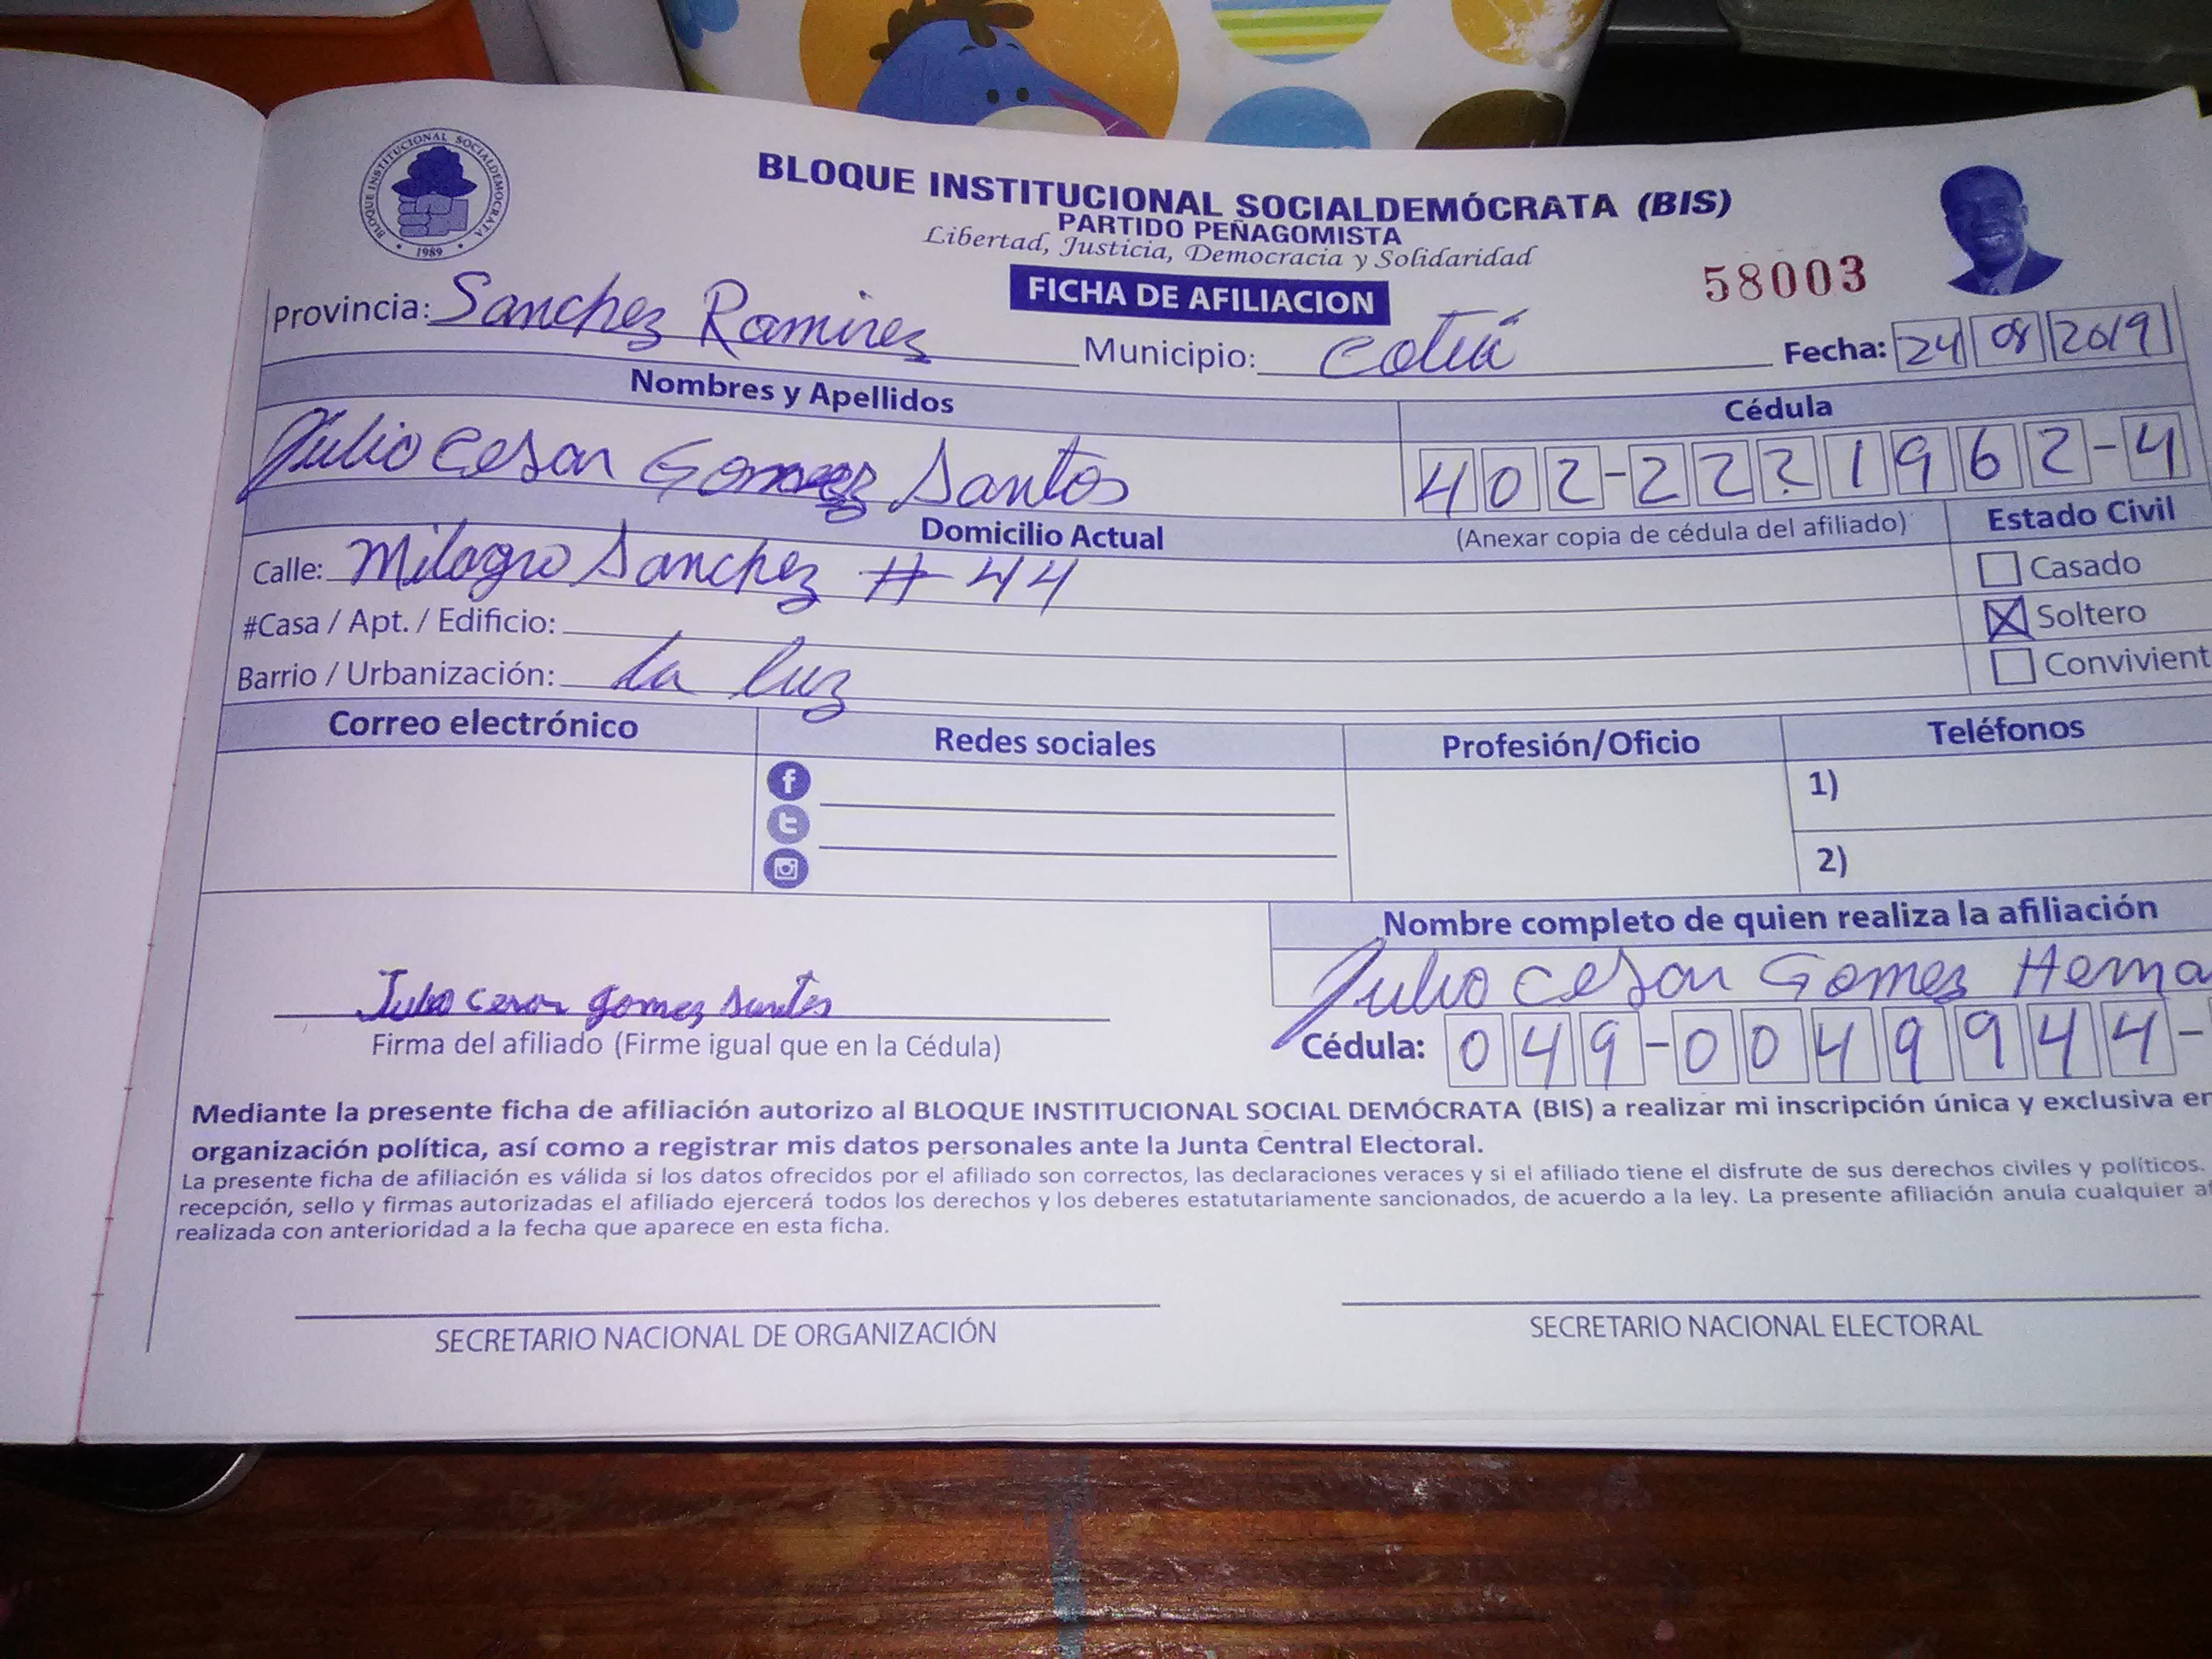 BLOQUE INSTITUCIONAL SOCIALDEMOCRATA
1989
BLOQUE INSTITUCIONAL SOCIALDEMÓCRATA (BIS)
PARTIDO PEÑAGOMISTA
Libertad, Justicia, Democracia y Solidaridad
FICHA DE AFILIACION
58003
Provincia: Sanchez Ramirez Municipio: Cotuí Fecha: 24 08 2019
Nombres y Apellidos Cédula
Julio Cesar Gomez Santos 402-2221962-4
Domicilio Actual (Anexar copia de cédula del afiliado) Estado Civil
Calle: Milagro Sanchez # 44 Casado
#Casa / Apt. / Edificio: X Soltero
Barrio / Urbanización: La Luz Convivient
Correo electrónico Redes sociales Profesión/Oficio Teléfonos
1)
2)
Nombre completo de quien realiza la afiliación
Julio Cesar Gomez Herna
Julio Cesar Gomez Santos
Firma del afiliado (Firme igual que en la Cédula) Cédula: 049-0049944-
Mediante la presente ficha de afiliación autorizo al BLOQUE INSTITUCIONAL SOCIAL DEMÓCRATA (BIS) a realizar mi inscripción única y exclusiva en
organización política, así como a registrar mis datos personales ante la Junta Central Electoral.
La presente ficha de afiliación es válida si los datos ofrecidos por el afiliado son correctos, las declaraciones veraces y si el afiliado tiene el disfrute de sus derechos civiles y políticos.
recepción, sello y firmas autorizadas el afiliado ejercerá todos los derechos y los deberes estatutariamente sancionados, de acuerdo a la ley. La presente afiliación anula cualquier af
realizada con anterioridad a la fecha que aparece en esta ficha.
SECRETARIO NACIONAL DE ORGANIZACIÓN SECRETARIO NACIONAL ELECTORAL